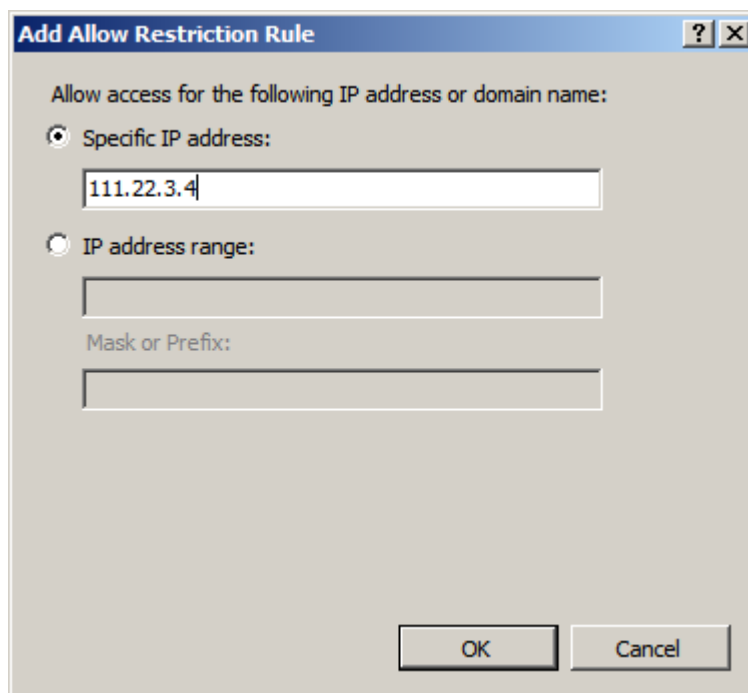 Add Allow Restriction Rule
Allow access for the following IP address or domain name:
Specific IP address:
111.22.3.4
IP address range:
Mask or Prefix:
OK Cancel